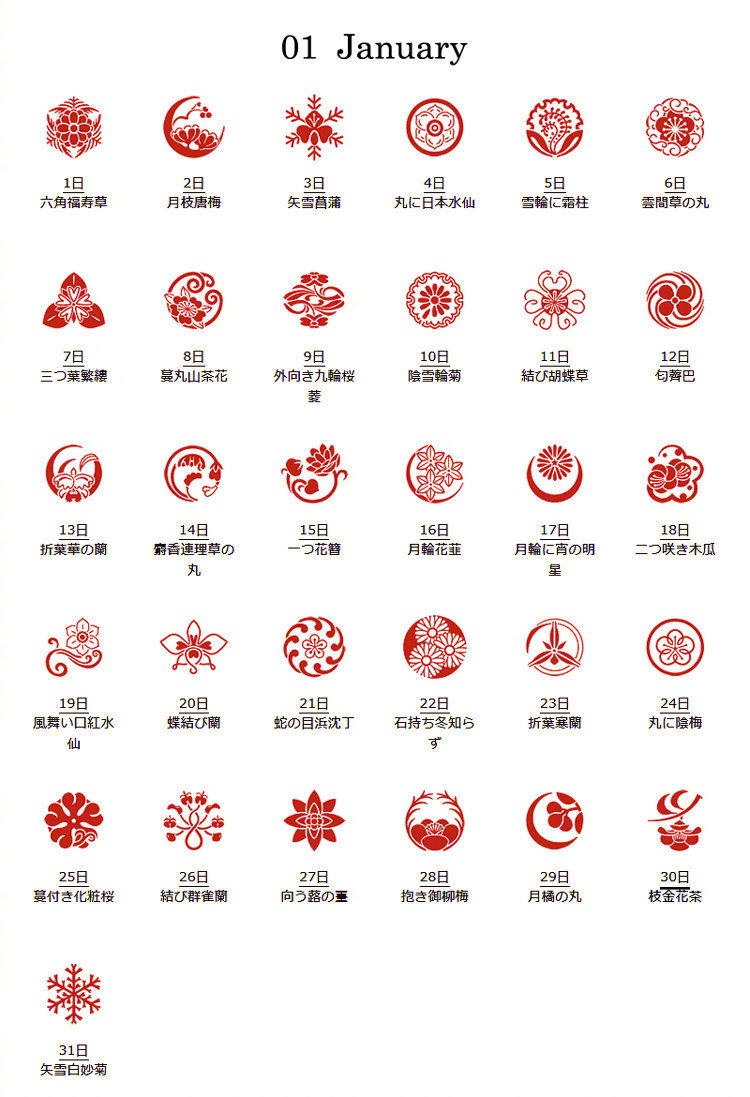 01 January
1日 2日 3日 4日 5日 6日
六角福寿草 月枝唐梅 矢雪菖蒲 丸に日本水仙 雪輪に霜柱 雲間草の丸
7日 8日 9日 10日 11日 12日
三つ葉繁縷 蔓丸山茶花 外向き九輪桜 陰雪輪菊 結び胡蝶草 匂薺巴
菱
13日 14日 15日 16日 17日 18日
折葉華の蘭 麝香連理草の 一つ花簪 月輪花韮 月輪に宵の明 二つ咲き木瓜
丸 星
19日 20日 21日 22日 23日 24日
風舞い口紅水 蝶結び蘭 蛇の目浜沈丁 石持ち冬知ら 折葉寒蘭 丸に陰梅
仙 ず
25日 26日 27日 28日 29日 30日
蔓付き化粧桜 結び群雀蘭 向う蕗の薹 抱き御柳梅 月橘の丸 枝金花茶
31日
矢雪白妙菊